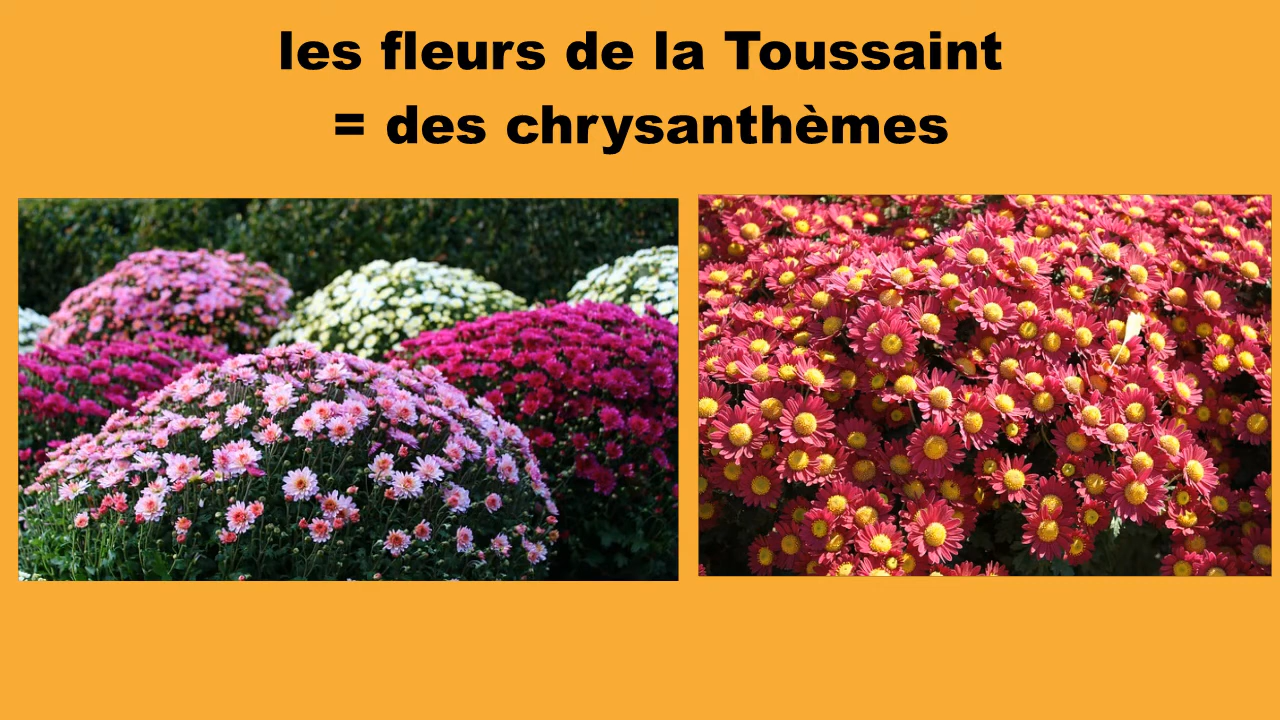 les fleurs de la Toussaint
= des chrysanthèmes